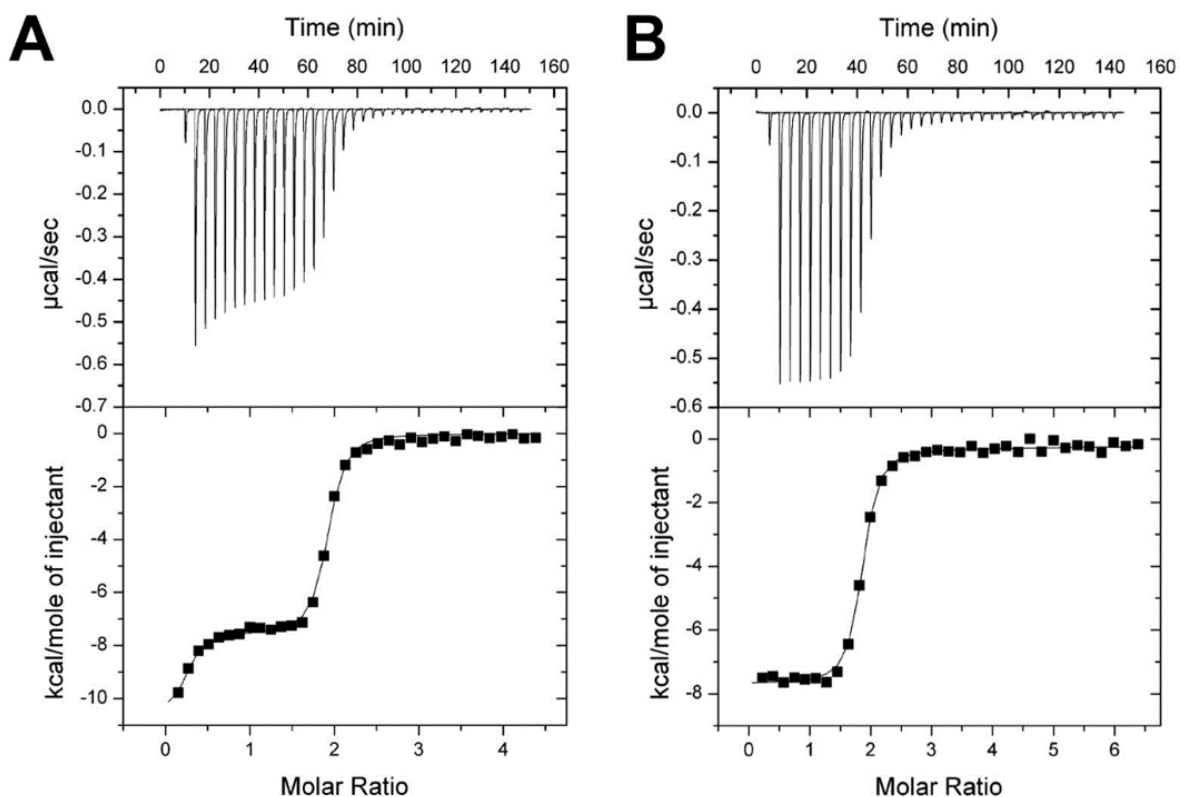 A
Time (min)
0 20 40 60 80 100 120 140 160
0.0
-0.1
-0.2
-0.3
-0.4
-0.5
-0.6
-0.7
µcal/sec
0
-2
-4
-6
-8
-10
kcal/mole of injectant
0 1 2 3 4
Molar Ratio
B
Time (min)
0 20 40 60 80 100 120 140 160
0.0
-0.1
-0.2
-0.3
-0.4
-0.5
-0.6
µcal/sec
0
-2
-4
-6
-8
kcal/mole of injectant
0 1 2 3 4 5 6
Molar Ratio